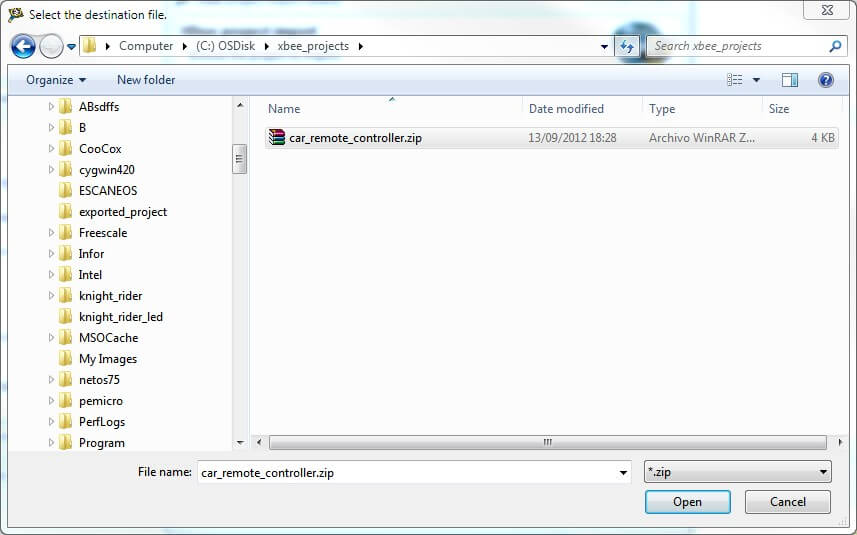 Select the destination file.
Computer (C:) OSDisk xbee_projects Search xbee_projects
Organize New folder
Name Date modified Type Size
car_remote_controller.zip 13/09/2012 18:28 Archivo WinRAR Z... 4 KB
ABsdffs
B
CooCox
cygwin420
ESCANEOS
exported_project
Freescale
Infor
Intel
knight_rider
knight_rider_led
MSOCache
My Images
netos75
pemicro
PerfLogs
Program
File name: car_remote_controller.zip *.zip
Open Cancel